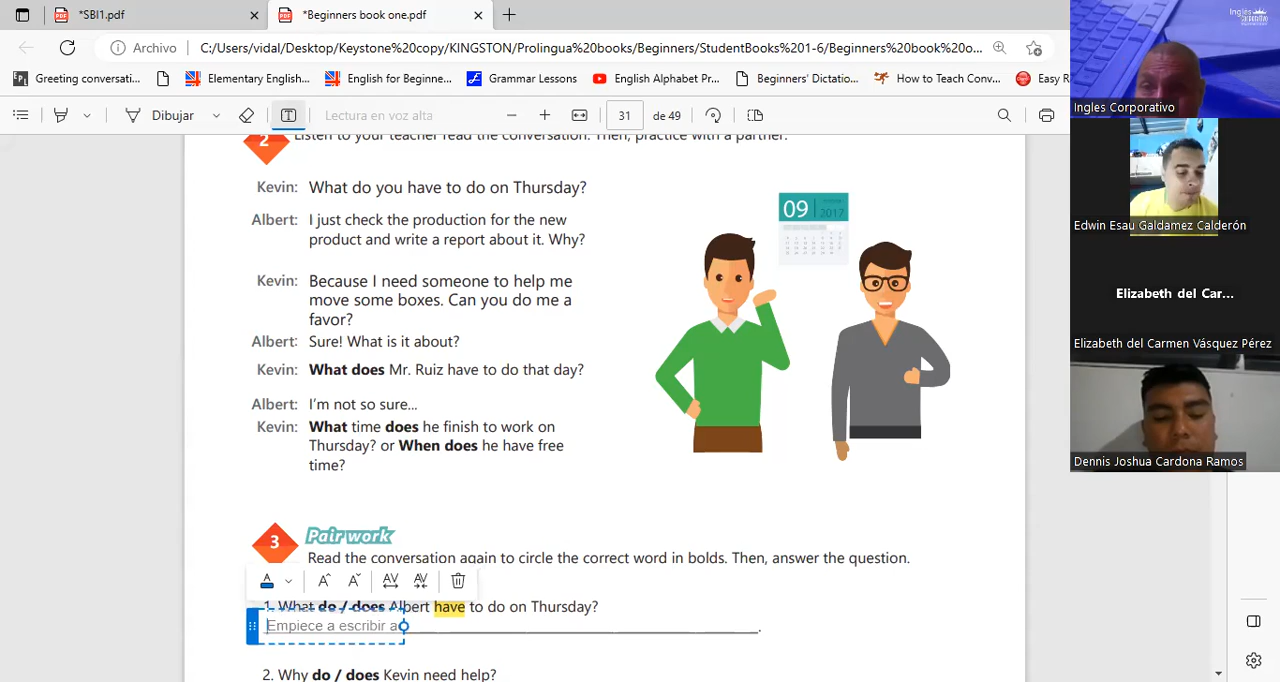 *SBI1.pdf
*Beginners book one.pdf
Archivo
C:/Users/vidal/Desktop/Keystone%20copy/KINGSTON/Prolingua%20books/Beginners/StudentBooks%201-6/Beginners%20book%20o...
Greeting conversati...
Elementary English...
English for Beginne...
Grammar Lessons
English Alphabet Pr...
Beginners' Dictatio...
How to Teach Conv...
Easy R
Dibujar
Lectura en voz alta
31
de 49
2 Listen to your teacher read the conversation. Then, practice with a partner.
Kevin: What do you have to do on Thursday?
Albert: I just check the production for the new
product and write a report about it. Why?
Kevin: Because I need someone to help me
move some boxes. Can you do me a
favor?
Albert: Sure! What is it about?
Kevin: What does Mr. Ruiz have to do that day?
Albert: I'm not so sure...
Kevin: What time does he finish to work on
Thursday? or When does he have free
time?
09
2017
3 Pair work
Read the conversation again to circle the correct word in bolds. Then, answer the question.
1. What do / does Albert have to do on Thursday?
Empiece a escribir a
2. Why do / does Kevin need help?
Ingles
Ingles Corporativo
Edwin Esau Galdamez Calderón
Elizabeth del Car...
Elizabeth del Carmen Vásquez Pérez
Dennis Joshua Cardona Ramos